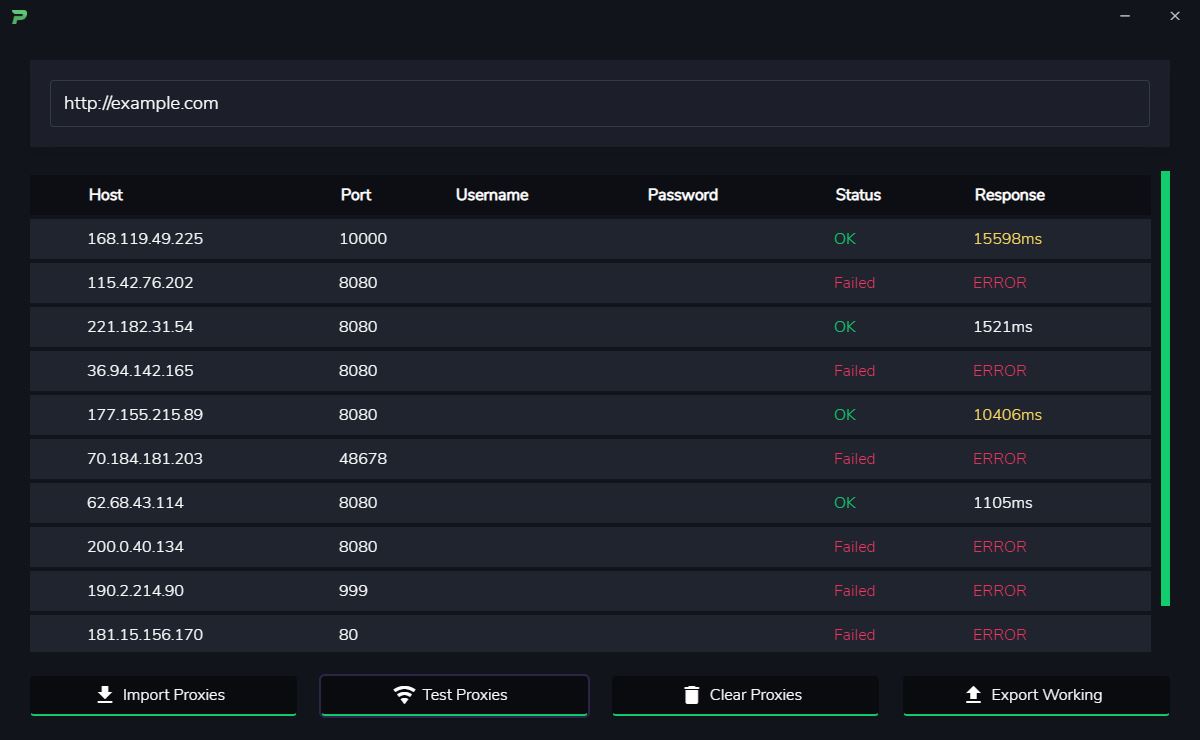 http://example.com
Host Port Username Password Status Response
168.119.49.225 10000 OK 15598ms
115.42.76.202 8080 Failed ERROR
221.182.31.54 8080 OK 1521ms
36.94.142.165 8080 Failed ERROR
177.155.215.89 8080 OK 10406ms
70.184.181.203 48678 Failed ERROR
62.68.43.114 8080 OK 1105ms
200.0.40.134 8080 Failed ERROR
190.2.214.90 999 Failed ERROR
181.15.156.170 80 Failed ERROR
Import Proxies Test Proxies Clear Proxies Export Working